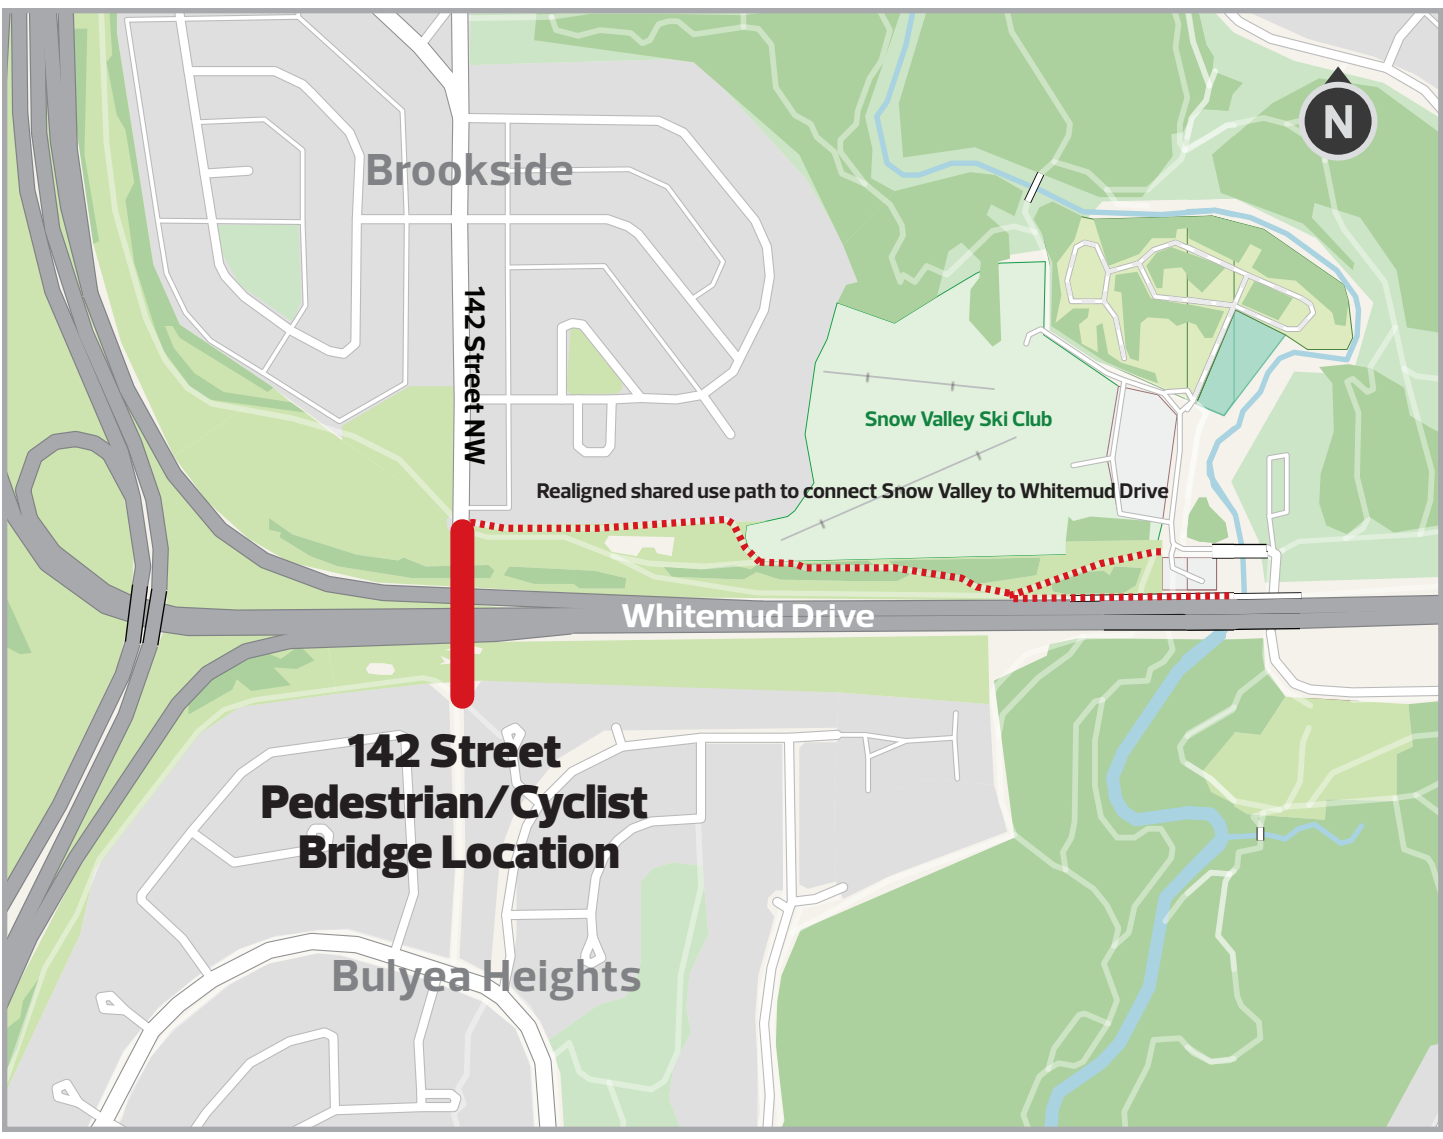 N
Brookside
142 Street NW
Snow Valley Ski Club
Realigned shared use path to connect Snow Valley to Whitemud Drive
Whitemud Drive
142 Street
Pedestrian/Cyclist
Bridge Location
Bulyea Heights